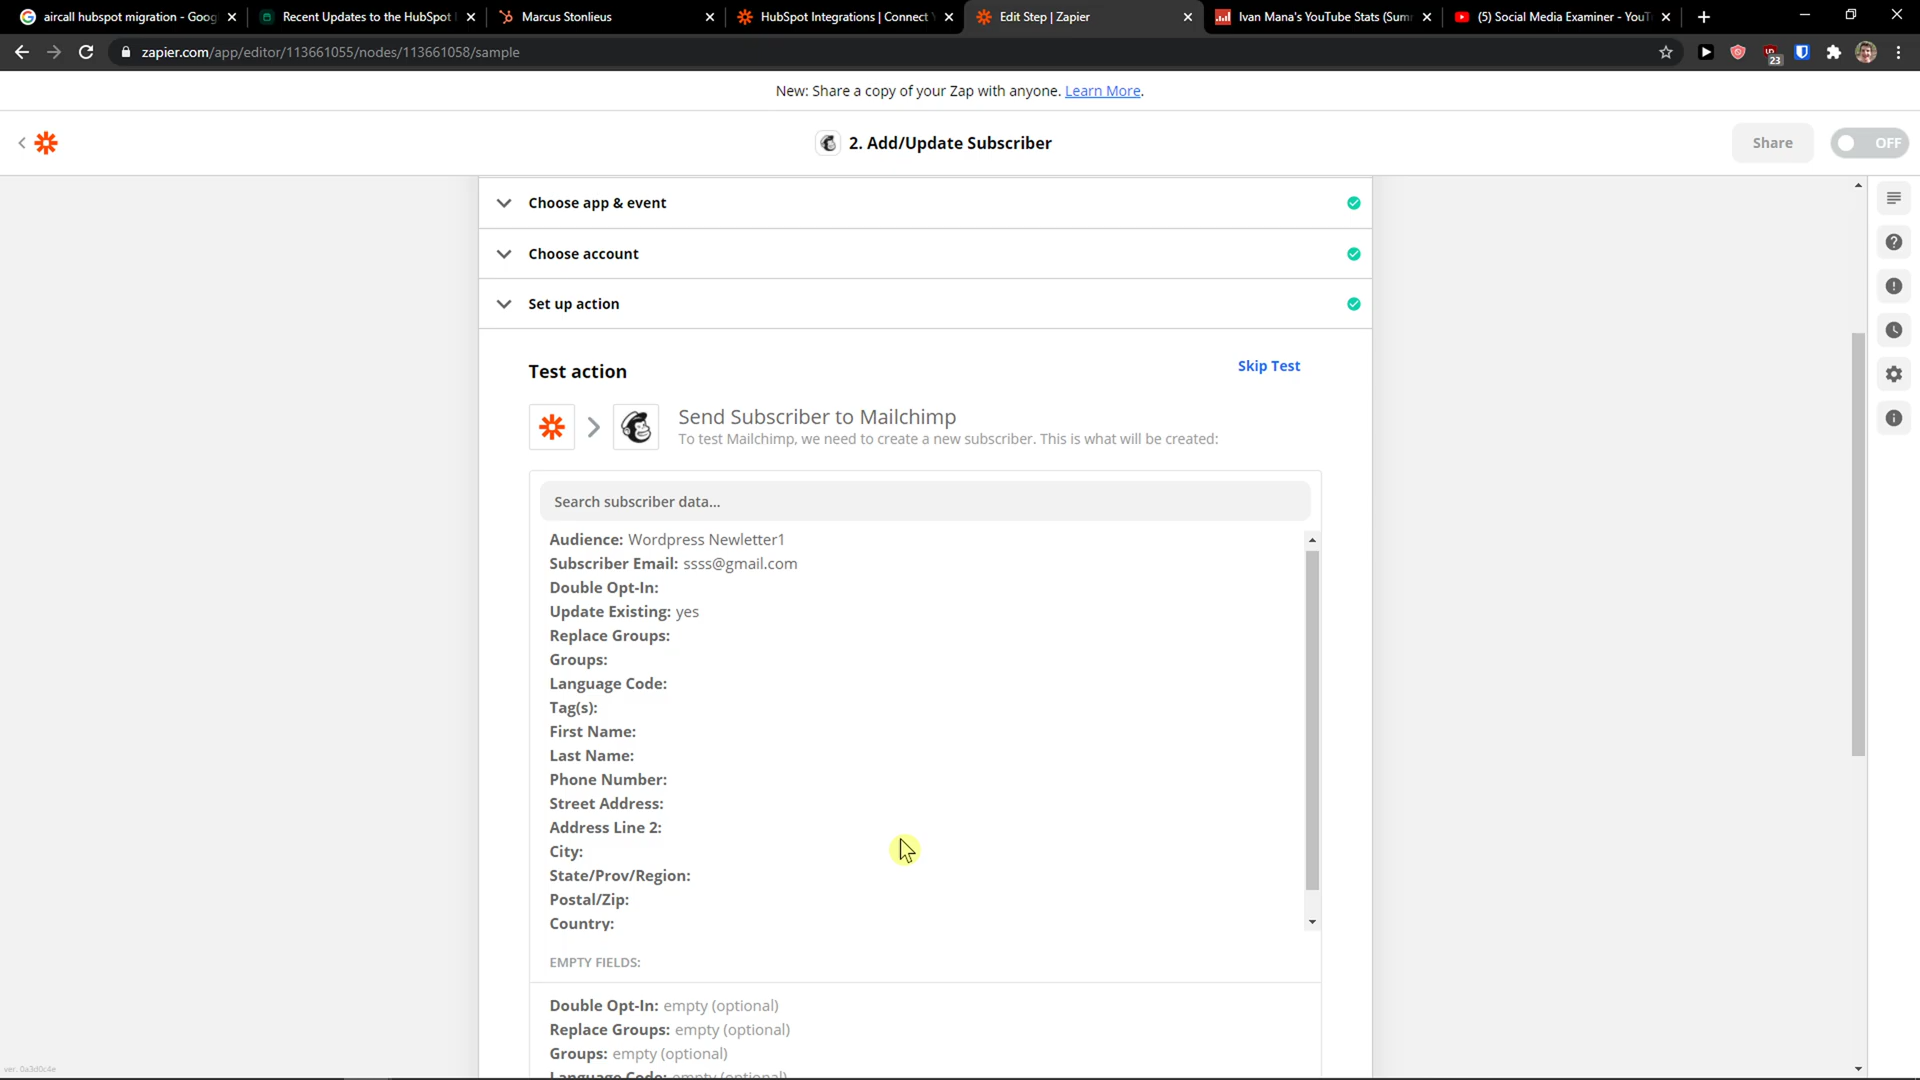 aircall hubspot migration - Goog
Recent Updates to the HubSpot
Marcus Stonlieus
HubSpot Integrations | Connect
Edit Step | Zapier
Ivan Mana's YouTube Stats (Sum
(5) Social Media Examiner - YouT
zapier.com/app/editor/113661055/nodes/113661058/sample
23
New: Share a copy of your Zap with anyone. Learn More.
2. Add/Update Subscriber
Share
OFF
Choose app & event
Choose account
Set up action
Test action
Skip Test
Send Subscriber to Mailchimp
To test Mailchimp, we need to create a new subscriber. This is what will be created:
Search subscriber data...
Audience: Wordpress Newletter1
Subscriber Email: ssss@gmail.com
Double Opt-In:
Update Existing: yes
Replace Groups:
Groups:
Language Code:
Tag(s):
First Name:
Last Name:
Phone Number:
Street Address:
Address Line 2:
City:
State/Prov/Region:
Postal/Zip:
Country:
EMPTY FIELDS:
Double Opt-In: empty (optional)
Replace Groups: empty (optional)
Groups: empty (optional)
Language Code: empty (optional)
ver. 0a3d0c4e